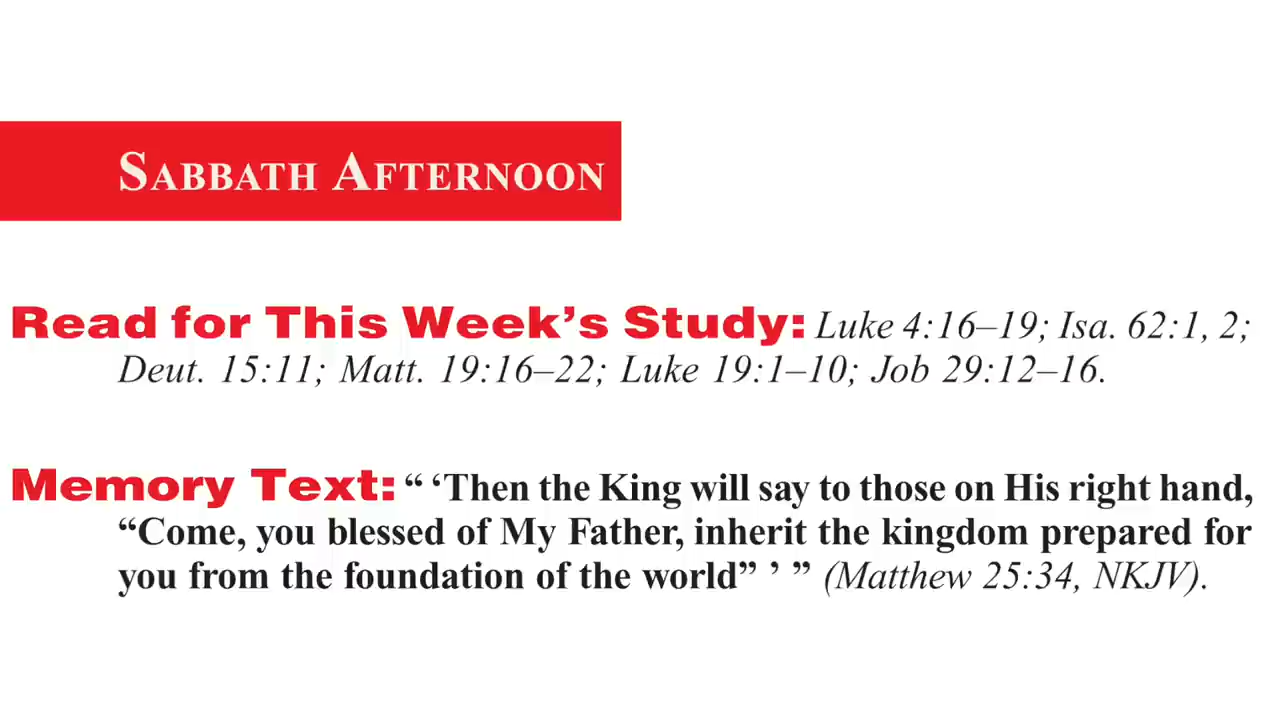 SABBATH AFTERNOON
Read for This Week’s Study: Luke 4:16–19; Isa. 62:1, 2;
Deut. 15:11; Matt. 19:16–22; Luke 19:1–10; Job 29:12–16.
Memory Text: “ ‘Then the King will say to those on His right hand,
“Come, you blessed of My Father, inherit the kingdom prepared for
you from the foundation of the world” ’ ” (Matthew 25:34, NKJV).